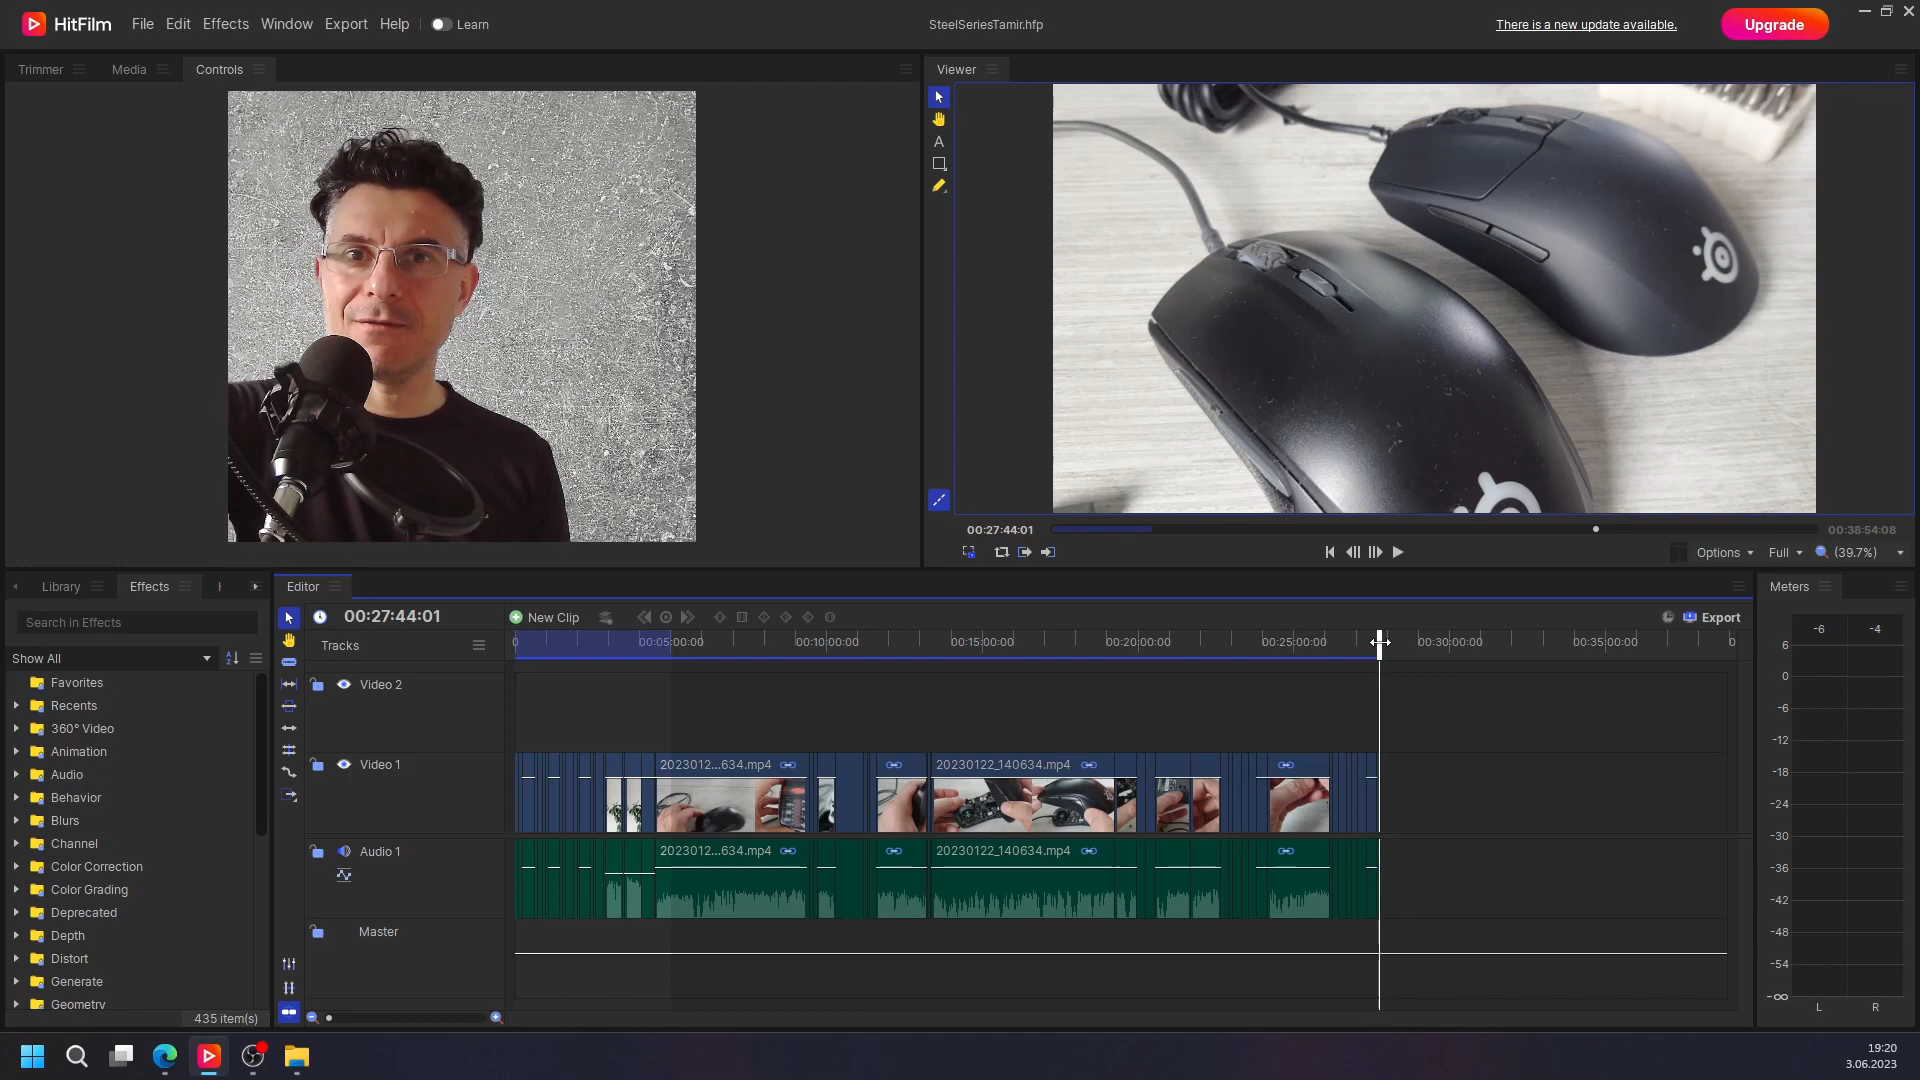 HitFilm File Edit Effects Window Export Help Learn SteelSeriesTamir.hfp There is a new update available. Upgrade
Trimmer Media Controls Viewer
A
00:27:44:01 00:38:54:08
Options Full (39.7%)
Library Effects Editor Meters
Search in Effects 00:27:44:01 New Clip Export
Show All Tracks 0 00:05:00:00 00:10:00:00 00:15:00:00 00:20:00:00 00:25:00:00 00:30:00:00 00:35:00:00 0
Favorites
Recents
360° Video
Animation
Audio
Behavior
Blurs
Channel
Color Correction
Color Grading
Deprecated
Depth
Distort
Generate
Geometry
435 item(s)
Video 2
Video 1 2023012...634.mp4 20230122_140634.mp4
Audio 1 2023012...634.mp4 20230122_140634.mp4
Master
-6 -4
6
0
-6
-12
-18
-24
-30
-36
-42
-48
-54
-∞
L R
19:20
3.06.2023